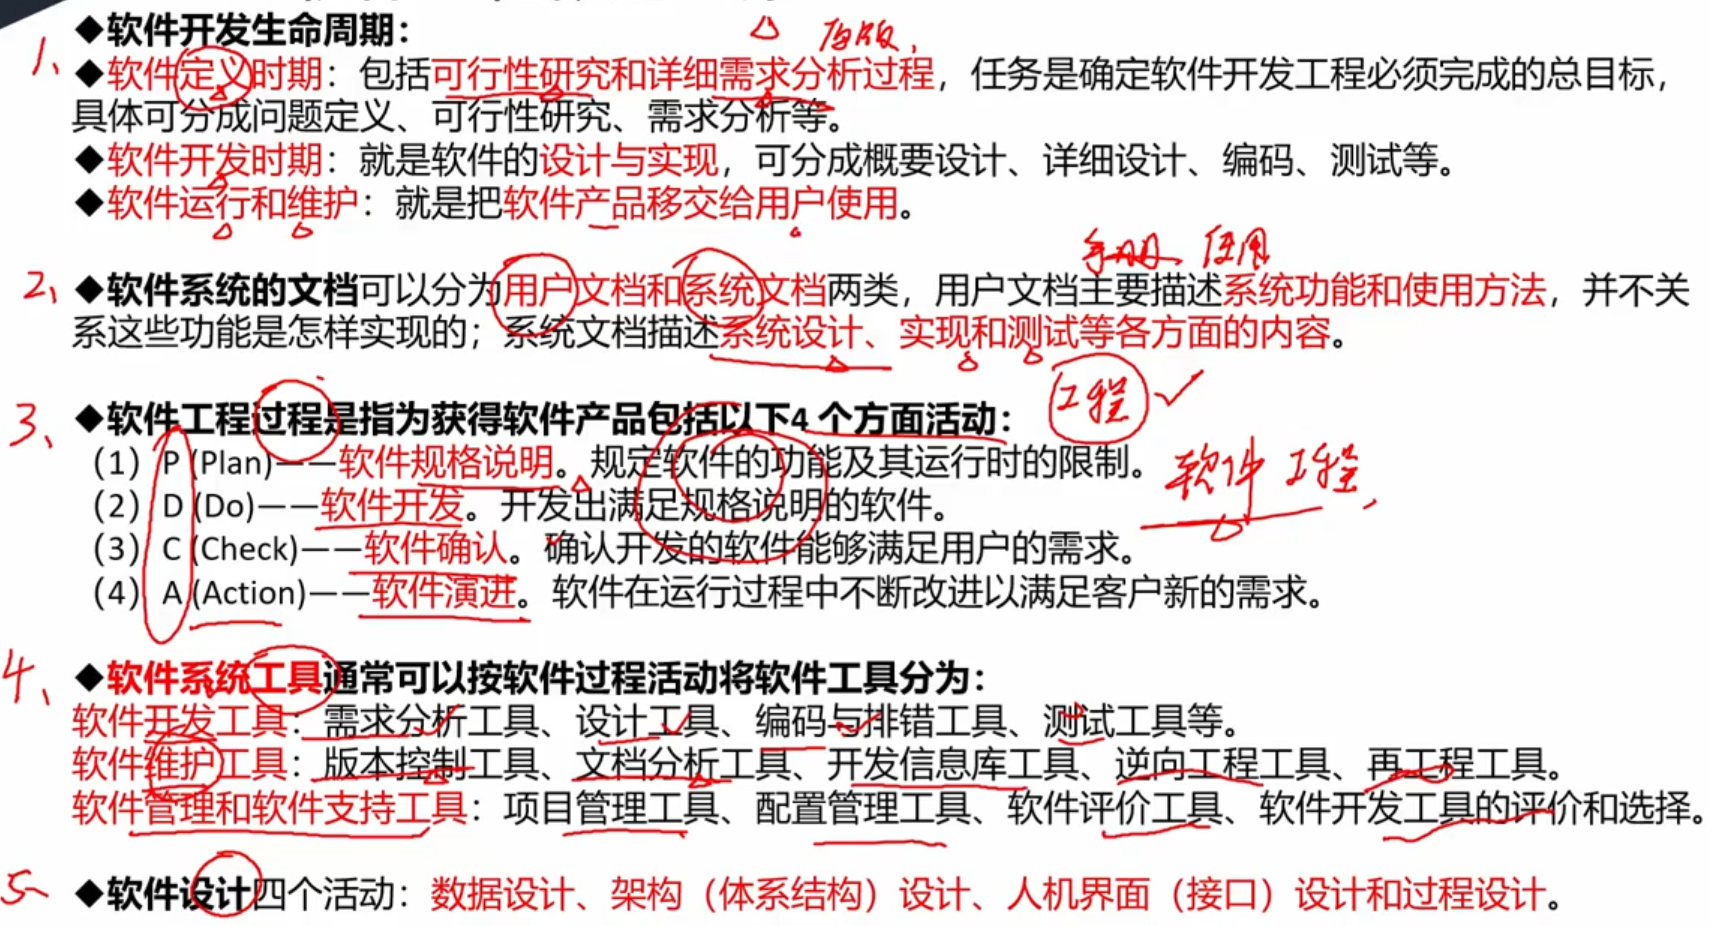 ◆软件开发生命周期：
1、◆软件定义时期：包括可行性研究和详细需求分析过程，任务是确定软件开发工程必须完成的总目标，
具体可分成问题定义、可行性研究、需求分析等。
◆软件开发时期：就是软件的设计与实现，可分成概要设计、详细设计、编码、测试等。
◆软件运行和维护：就是把软件产品移交给用户使用。
手册、使用
2、◆软件系统的文档可以分为用户文档和系统文档两类，用户文档主要描述系统功能和使用方法，并不关
系这些功能是怎样实现的；系统文档描述系统设计、实现和测试等各方面的内容。
工程
3、◆软件工程过程是指为获得软件产品包括以下4 个方面活动：
（1）P (Plan)——软件规格说明。规定软件的功能及其运行时的限制。
软件工程
（2）D (Do)——软件开发。开发出满足规格说明的软件。
（3）C (Check)——软件确认。确认开发的软件能够满足用户的需求。
（4）A (Action)——软件演进。软件在运行过程中不断改进以满足客户新的需求。
4、◆软件系统工具通常可以按软件过程活动将软件工具分为：
软件开发工具：需求分析工具、设计工具、编码与排错工具、测试工具等。
软件维护工具：版本控制工具、文档分析工具、开发信息库工具、逆向工程工具、再工程工具。
软件管理和软件支持工具：项目管理工具、配置管理工具、软件评价工具、软件开发工具的评价和选择。
5、◆软件设计四个活动：数据设计、架构（体系结构）设计、人机界面（接口）设计和过程设计。